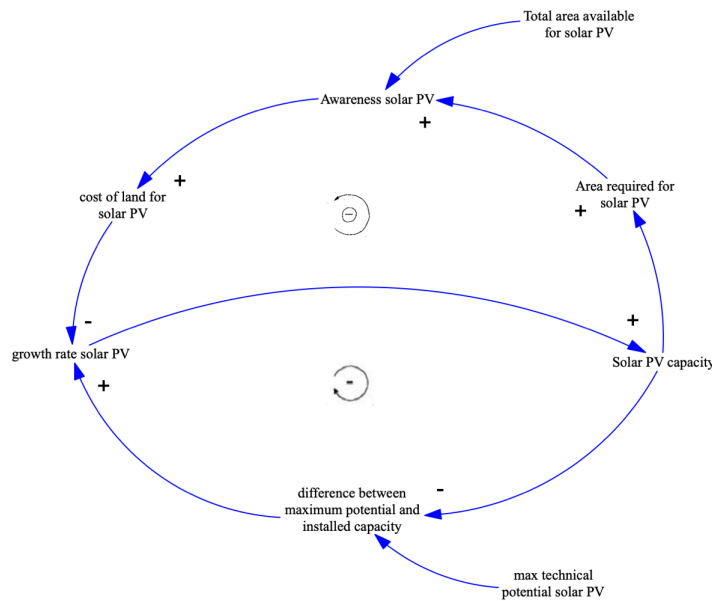 Total area available
for solar PV
Awareness solar PV
+
+
cost of land for
solar PV
Area required for
solar PV
+
-
-
growth rate solar PV
+
+
Solar PV capacity
-
difference between
maximum potential and
installed capacity
-
max technical
potential solar PV